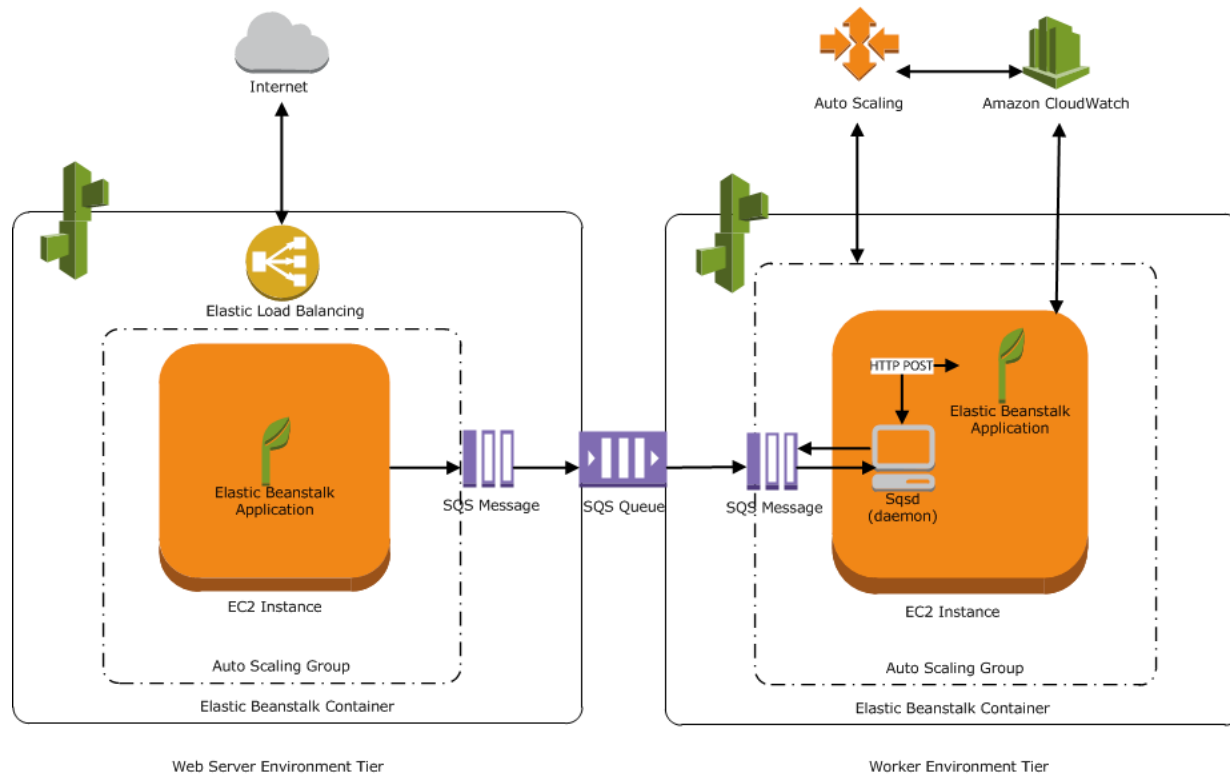 Internet
Auto Scaling
Amazon CloudWatch
Elastic Load Balancing
Elastic Beanstalk
Application
EC2 Instance
Auto Scaling Group
Elastic Beanstalk Container
Web Server Environment Tier
SQS Message
SQS Queue
SQS Message
HTTP POST
Elastic Beanstalk
Application
Sqsd
(daemon)
EC2 Instance
Auto Scaling Group
Elastic Beanstalk Container
Worker Environment Tier